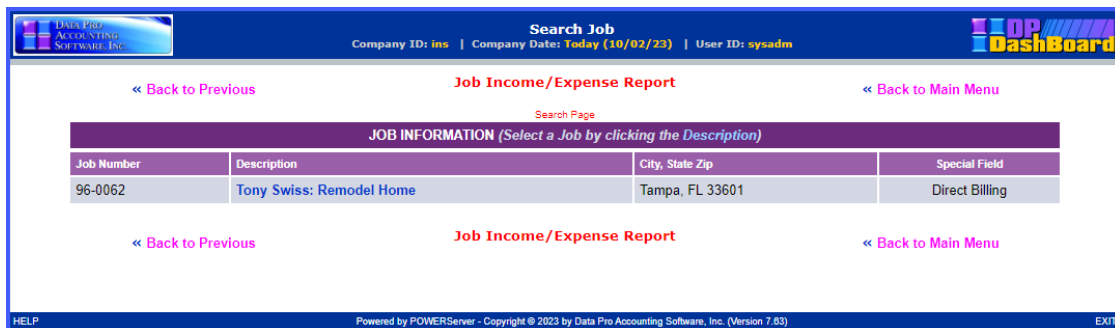 DATA PRO
ACCOUNTING
SOFTWARE, INC.
Search Job
Company ID: ins | Company Date: Today (10/02/23) | User ID: sysadm
DP
DashBoard
« Back to Previous
Job Income/Expense Report
« Back to Main Menu
Search Page
JOB INFORMATION (Select a Job by clicking the Description)
Job Number Description City, State Zip Special Field
96-0062 Tony Swiss: Remodel Home Tampa, FL 33601 Direct Billing
« Back to Previous
Job Income/Expense Report
« Back to Main Menu
HELP Powered by POWERServer - Copyright © 2023 by Data Pro Accounting Software, Inc. (Version 7.63) EXIT